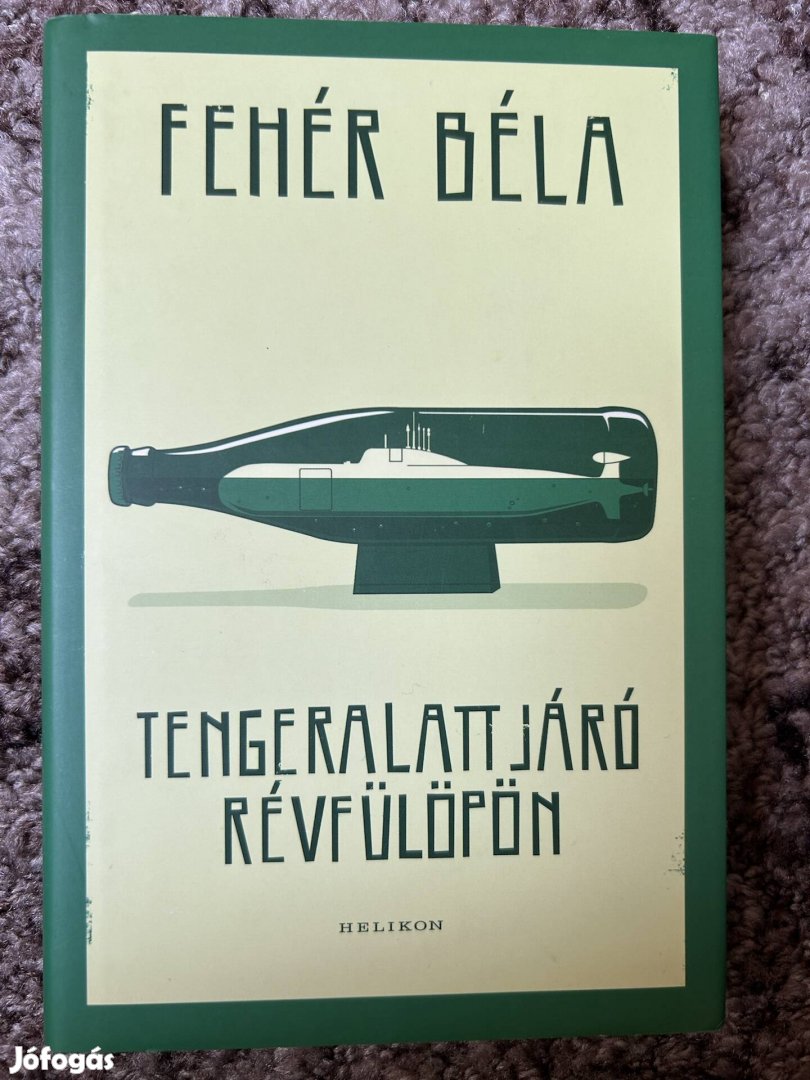 FEHÉR BÉLA
TENGERALATTJÁRÓ
RÉVFÜLÖPÖN
HELIKON
Jófogás